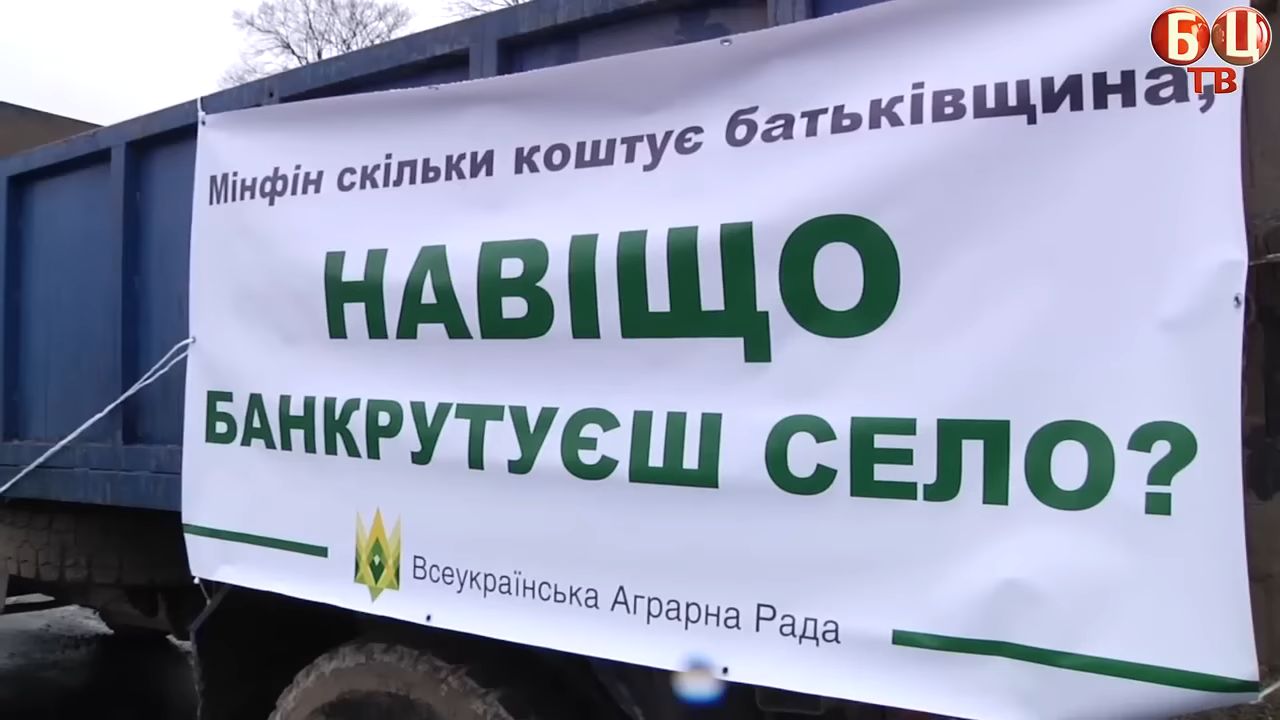 БЦ
ТВ
Мінфін скільки коштує батьківщина,
НАВІЩО
БАНКРУТУЄШ СЕЛО?
Всеукраїнська Аграрна Рада